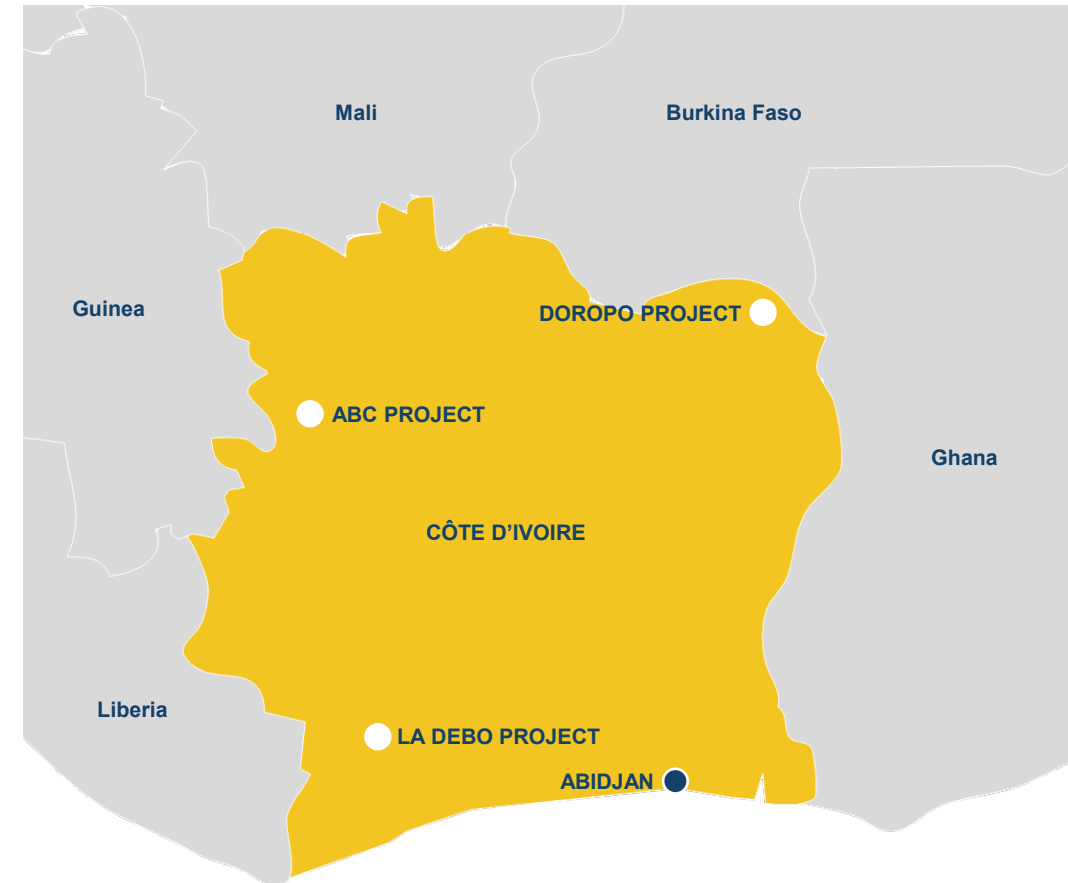 Mali
Burkina Faso
Guinea
DOROPO PROJECT
ABC PROJECT
Ghana
CÔTE D’IVOIRE
Liberia
LA DEBO PROJECT
ABIDJAN